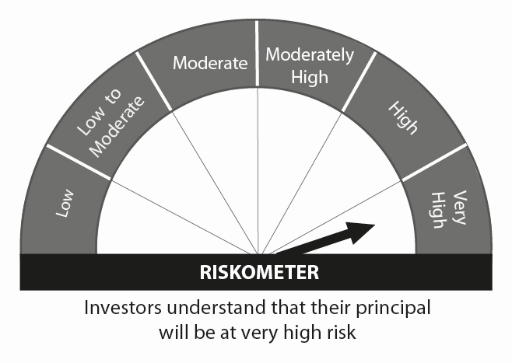 Low
Low to
Moderate
Moderate
Moderately
High
High
Very
High
RISKOMETER
Investors understand that their principal
will be at very high risk